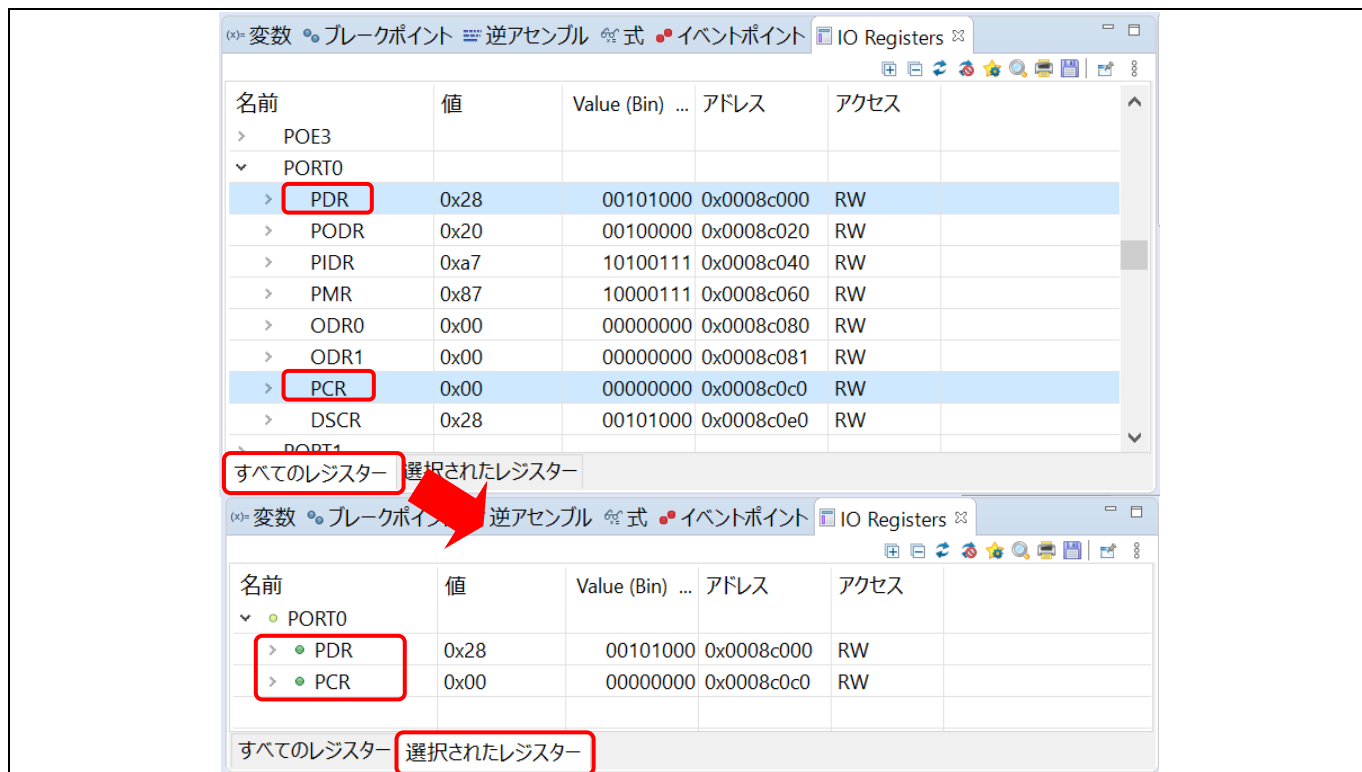 (x)= 変数 ブレークポイント 逆アセンブル 式 イベントポイント IO Registers
名前 値 Value (Bin) ... アドレス アクセス
POE3
PORT0
PDR 0x28 00101000 0x0008c000 RW
PODR 0x20 00100000 0x0008c020 RW
PIDR 0xa7 10100111 0x0008c040 RW
PMR 0x87 10000111 0x0008c060 RW
ODR0 0x00 00000000 0x0008c080 RW
ODR1 0x00 00000000 0x0008c081 RW
PCR 0x00 00000000 0x0008c0c0 RW
DSCR 0x28 00101000 0x0008c0e0 RW
PORT1
すべてのレジスター 選択されたレジスター
(x)= 変数 ブレークポイ 逆アセンブル 式 イベントポイント IO Registers
名前 値 Value (Bin) ... アドレス アクセス
PORT0
PDR 0x28 00101000 0x0008c000 RW
PCR 0x00 00000000 0x0008c0c0 RW
すべてのレジスター 選択されたレジスター